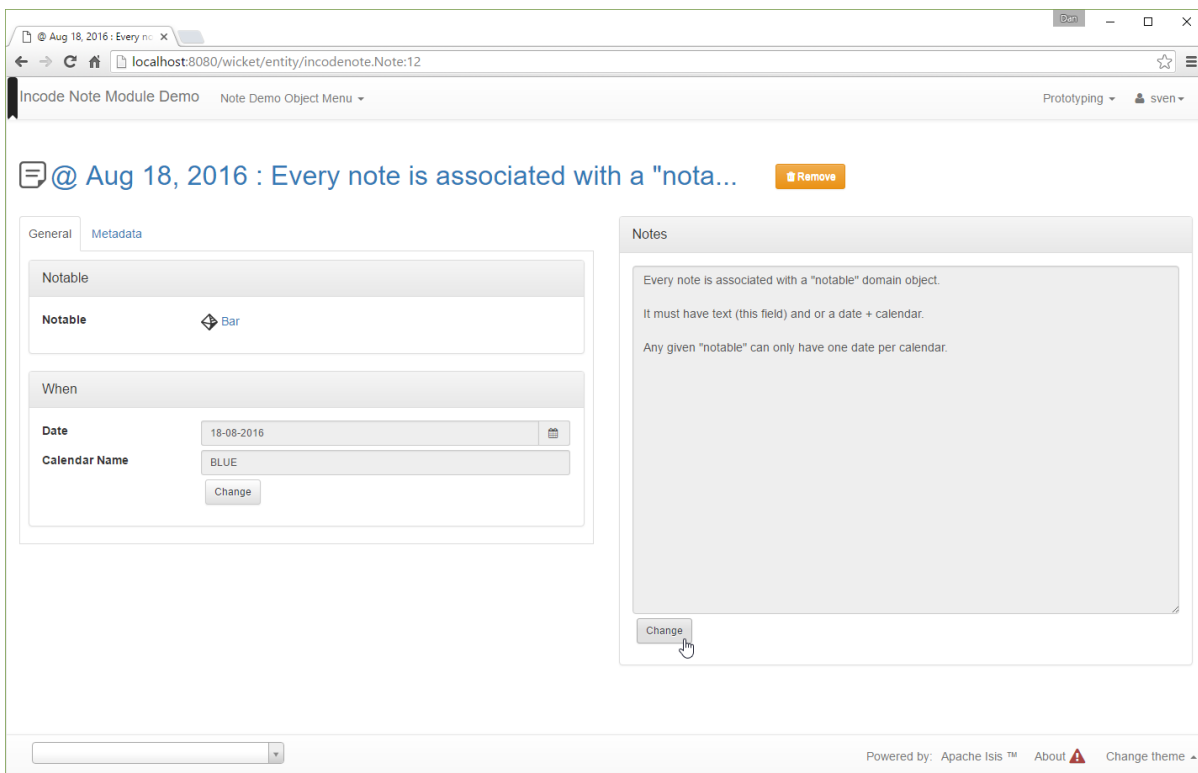 Dan
@ Aug 18, 2016 : Every no
localhost:8080/wicket/entity/incodenote.Note:12
Incode Note Module Demo Note Demo Object Menu Prototyping sven
@ Aug 18, 2016 : Every note is associated with a "nota... Remove
General Metadata
Notable
Notable Bar
When
Date 18-08-2016
Calendar Name BLUE
Change
Notes
Every note is associated with a "notable" domain object.
It must have text (this field) and or a date + calendar.
Any given "notable" can only have one date per calendar.
Change
Powered by: Apache Isis ™ About Change theme